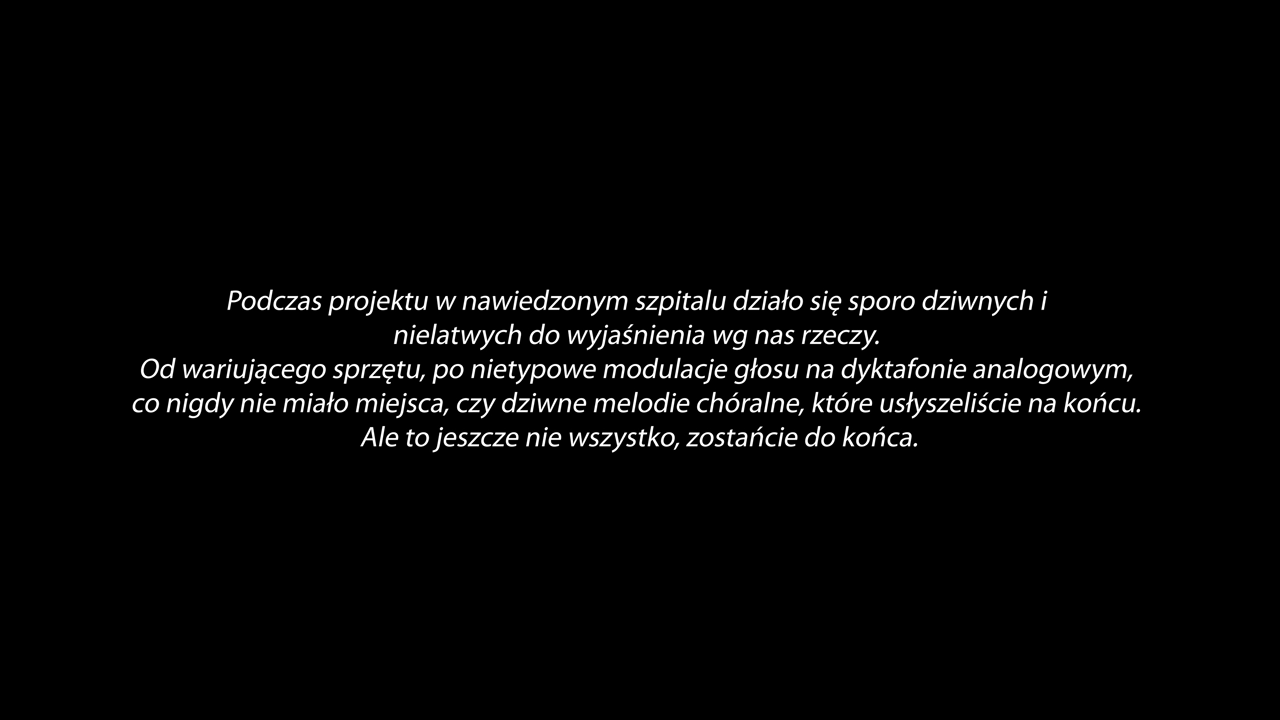 Podczas projektu w nawiedzonym szpitalu działo się sporo dziwnych i
nielatwych do wyjaśnienia wg nas rzeczy.
Od wariującego sprzętu, po nietypowe modulacje głosu na dyktafonie analogowym,
co nigdy nie miało miejsca, czy dziwne melodie chóralne, które usłyszeliście na końcu.
Ale to jeszcze nie wszystko, zostańcie do końca.